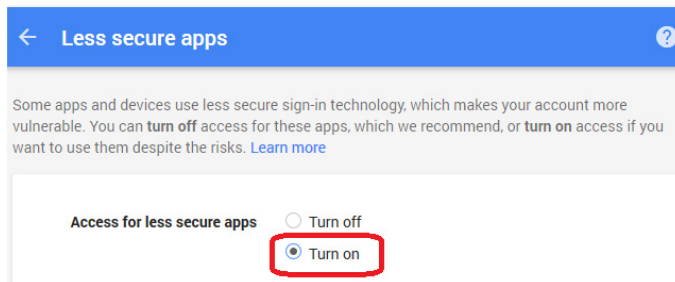 Less secure apps
Some apps and devices use less secure sign-in technology, which makes your account more
vulnerable. You can turn off access for these apps, which we recommend, or turn on access if you
want to use them despite the risks. Learn more
Access for less secure apps
Turn off
Turn on